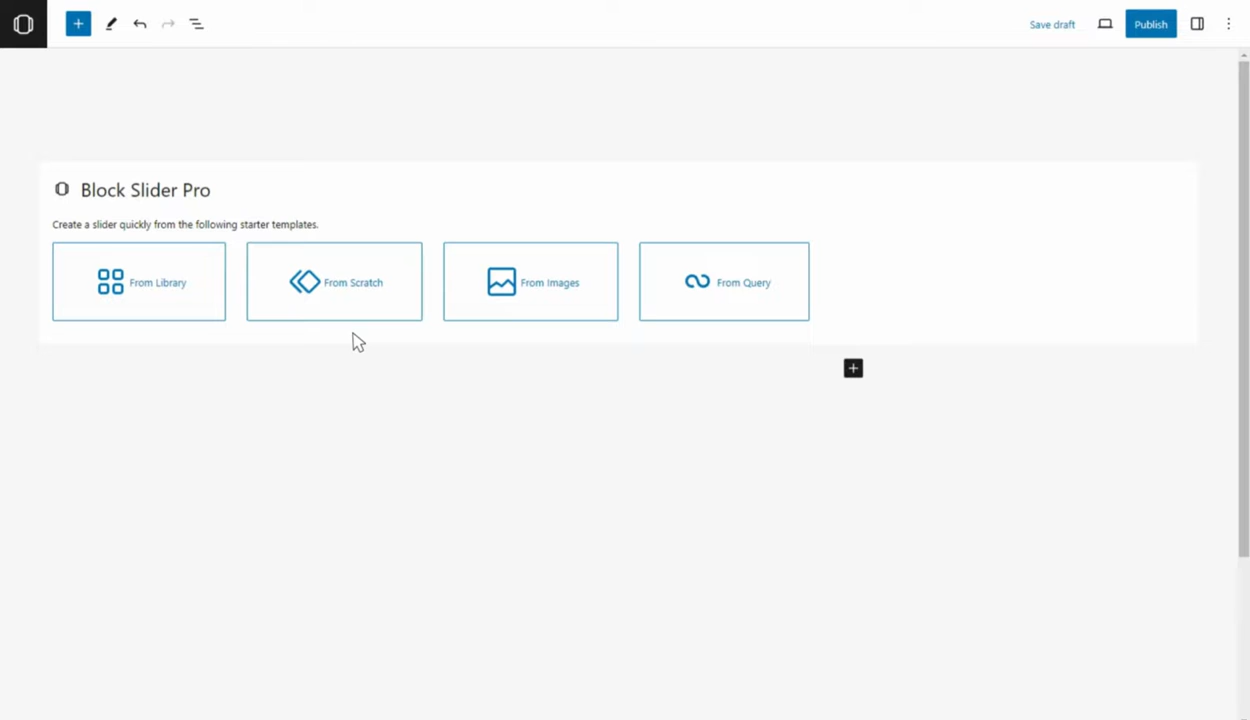 Save draft
Publish
Block Slider Pro
Create a slider quickly from the following starter templates.
From Library
From Scratch
From Images
From Query